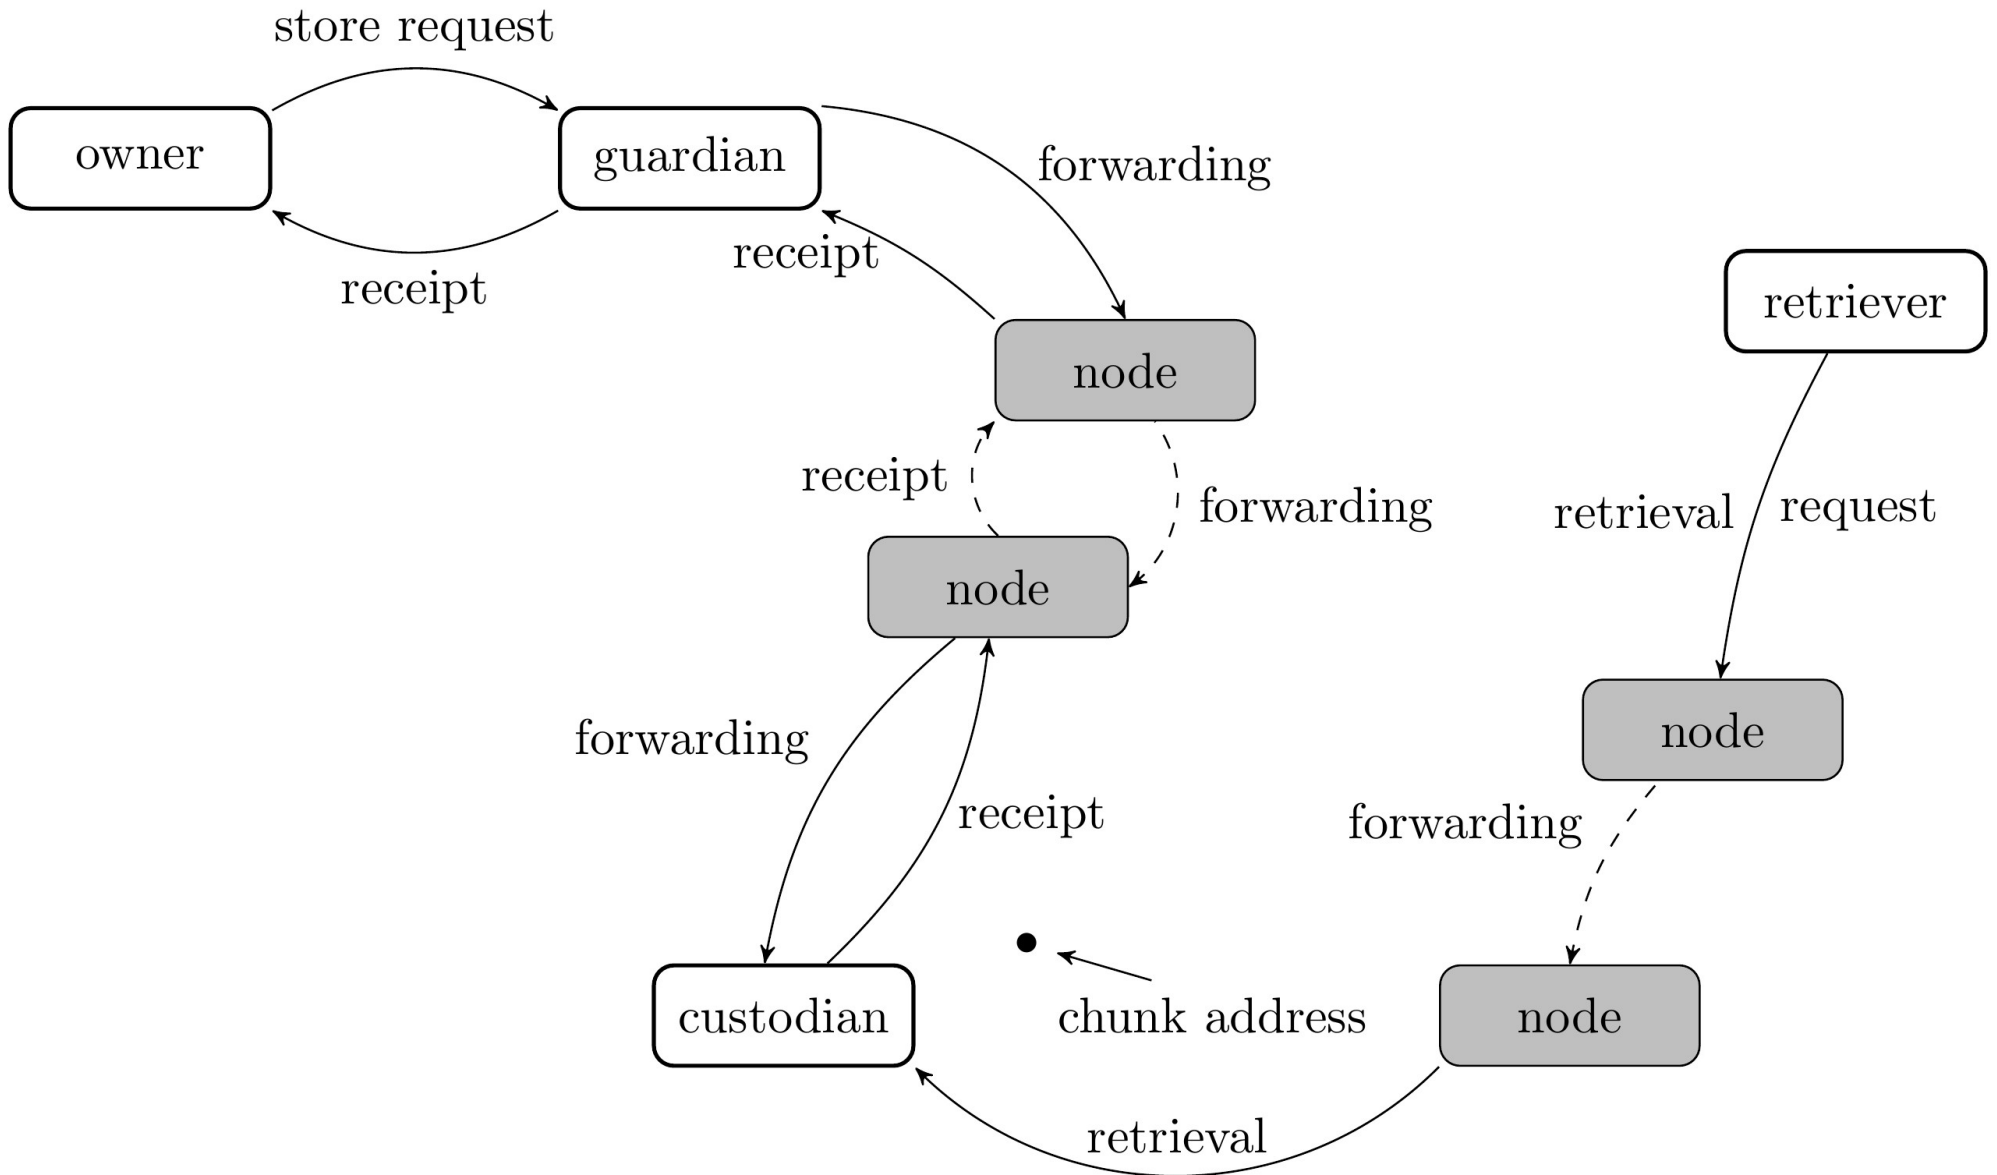 store request
owner
guardian
forwarding
receipt
receipt
retriever
node
receipt
forwarding
retrieval request
node
forwarding
node
receipt
forwarding
custodian
chunk address
node
retrieval